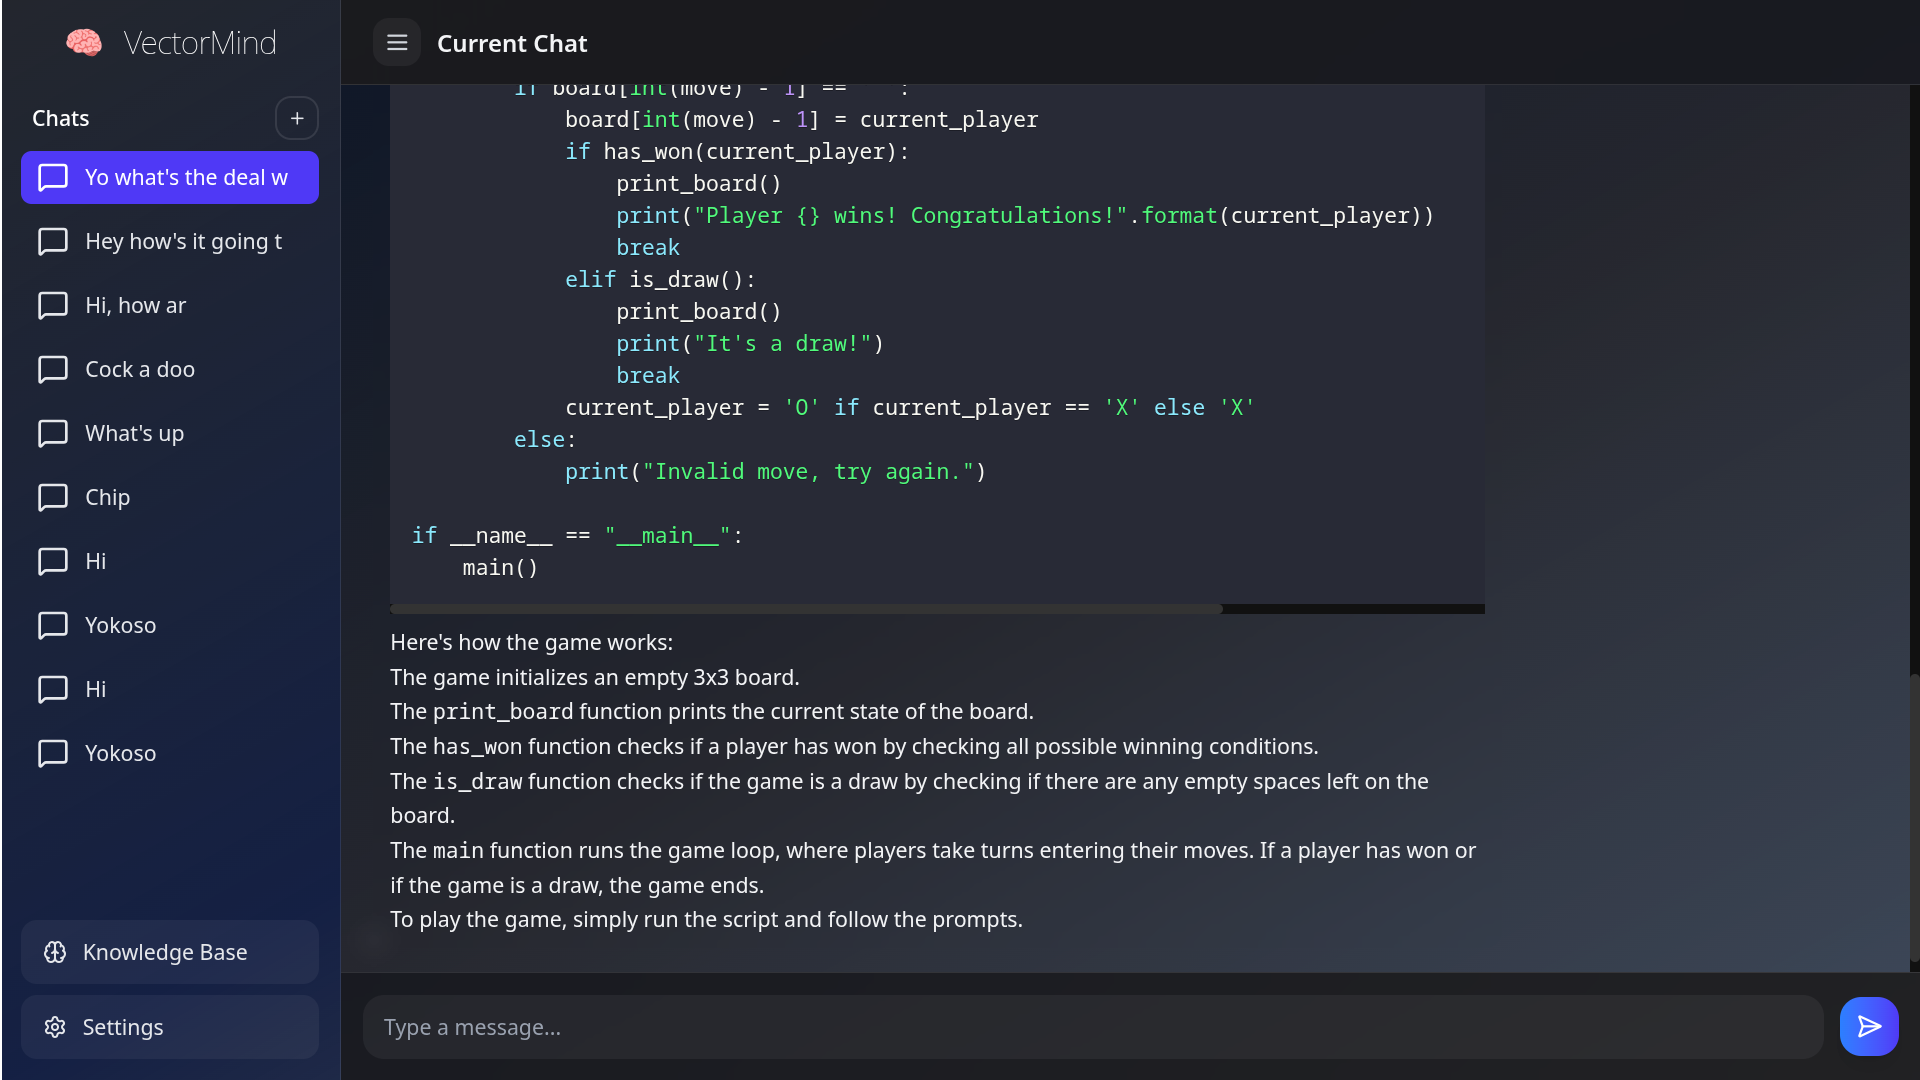 VectorMind
Chats
Yo what's the deal w
Hey how's it going t
Hi, how ar
Cock a doo
What's up
Chip
Hi
Yokoso
Hi
Yokoso
Knowledge Base
Settings
Current Chat
if board[int(move) - 1] ==    :
board[int(move) - 1] = current_player
if has_won(current_player):
print_board()
print("Player {} wins! Congratulations!".format(current_player))
break
elif is_draw():
print_board()
print("It's a draw!")
break
current_player = 'O' if current_player == 'X' else 'X'
else:
print("Invalid move, try again.")
if __name__ == "__main__":
main()
Here's how the game works:
The game initializes an empty 3x3 board.
The print_board function prints the current state of the board.
The has_won function checks if a player has won by checking all possible winning conditions.
The is_draw function checks if the game is a draw by checking if there are any empty spaces left on the
board.
The main function runs the game loop, where players take turns entering their moves. If a player has won or
if the game is a draw, the game ends.
To play the game, simply run the script and follow the prompts.
Type a message...